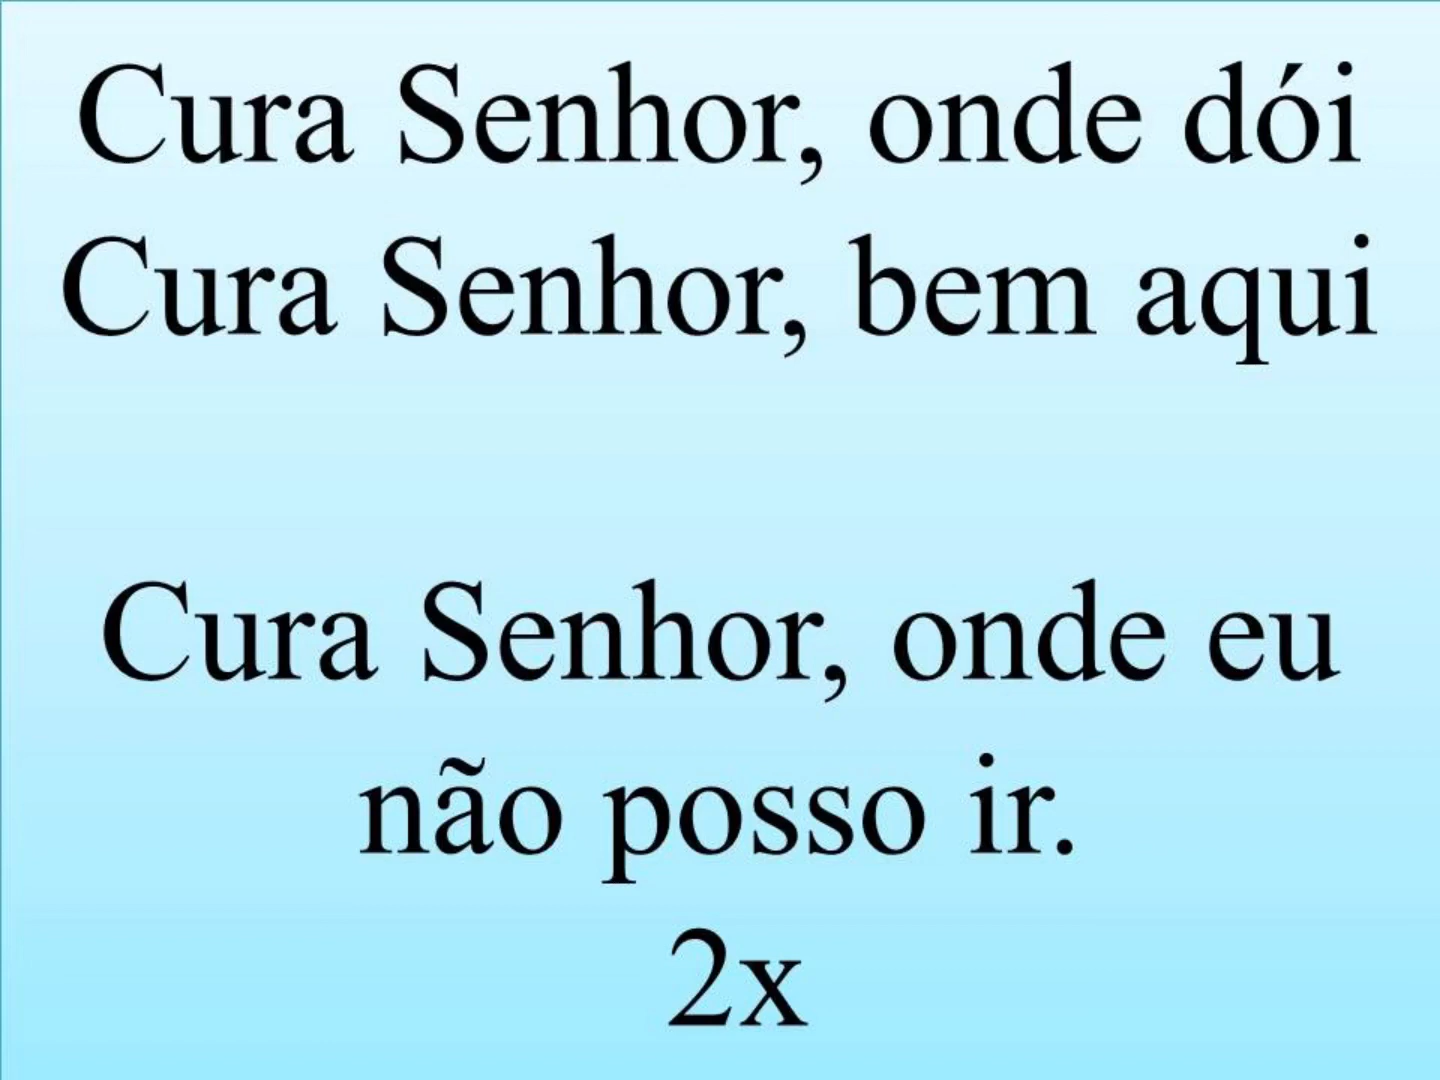 Cura Senhor, onde dói
Cura Senhor, bem aqui
Cura Senhor, onde eu
não posso ir.
2x